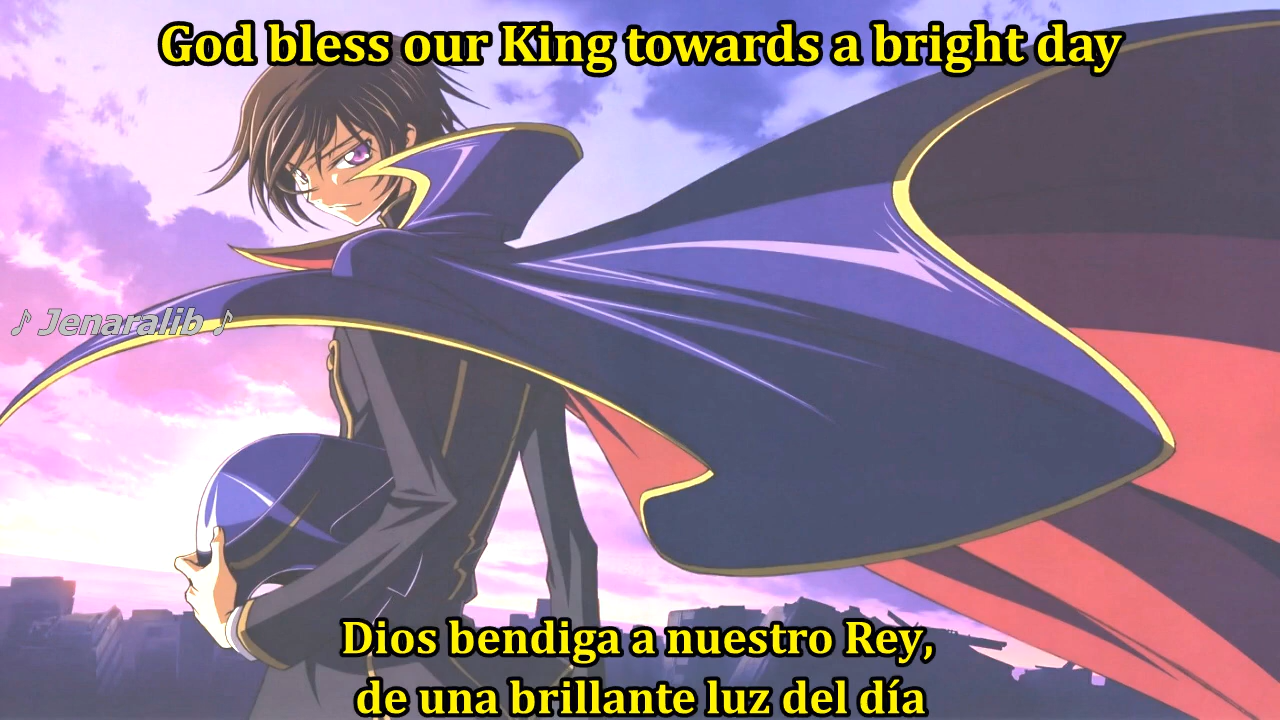 God bless our King towards a bright day
♪ Jenaralib ♪
Dios bendiga a nuestro Rey,
de una brillante luz del día